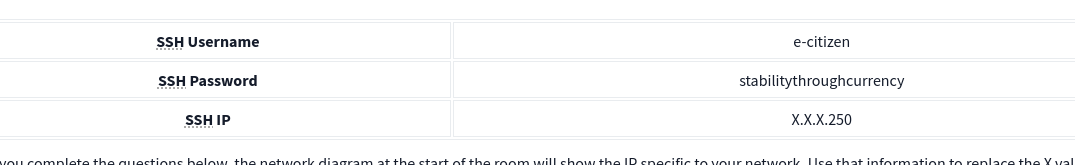 SSH Username e-citizen
SSH Password stabilitythroughcurrency
SSH IP X.X.X.250
you complete the questions below, the network diagram at the start of the room will show the IP specific to your network. Use that information to replace the X val